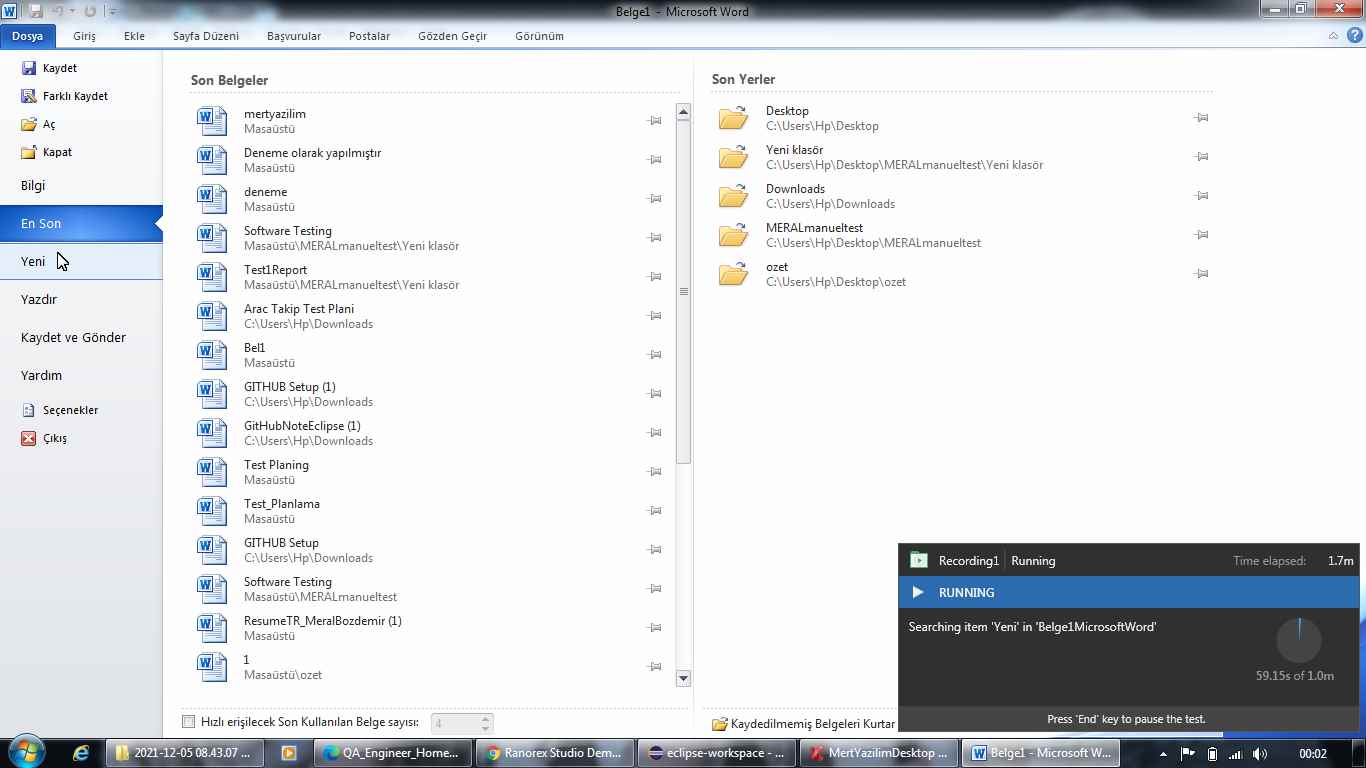 Belge1 - Microsoft Word
Dosya
Giriş
Ekle
Sayfa Düzeni
Başvurular
Postalar
Gözden Geçir
Görünüm
Kaydet
Farklı Kaydet
Aç
Kapat
Bilgi
En Son
Yeni
Yazdır
Kaydet ve Gönder
Yardım
Seçenekler
Çıkış
Son Belgeler
mertyazilim
Masaüstü
Deneme olarak yapılmıştır
Masaüstü
deneme
Masaüstü
Software Testing
Masaüstü\MERALmanueltest\Yeni klasör
Test1Report
Masaüstü\MERALmanueltest\Yeni klasör
Arac Takip Test Plani
C:\Users\Hp\Downloads
Bel1
Masaüstü
GITHUB Setup (1)
C:\Users\Hp\Downloads
GitHubNoteEclipse (1)
C:\Users\Hp\Downloads
Test Planing
Masaüstü
Test_Planlama
Masaüstü
GITHUB Setup
C:\Users\Hp\Downloads
Software Testing
Masaüstü\MERALmanueltest
ResumeTR_MeralBozdemir (1)
Masaüstü
1
Masaüstü\ozet
Hızlı erişilecek Son Kullanılan Belge sayısı: 4
Son Yerler
Desktop
C:\Users\Hp\Desktop
Yeni klasör
C:\Users\Hp\Desktop\MERALmanueltest\Yeni klasör
Downloads
C:\Users\Hp\Downloads
MERALmanueltest
C:\Users\Hp\Desktop\MERALmanueltest
ozet
C:\Users\Hp\Desktop\ozet
Kaydedilmemiş Belgeleri Kurtar
Recording1 Running Time elapsed: 1.7m
RUNNING
Searching item 'Yeni' in 'Belge1MicrosoftWord'
59.15s of 1.0m
Press 'End' key to pause the test.
2021-12-05 08.43.07 ...
QA_Engineer_Home...
Ranorex Studio Dem...
eclipse-workspace - ...
MertYazilimDesktop ...
Belge1 - Microsoft W...
00:02